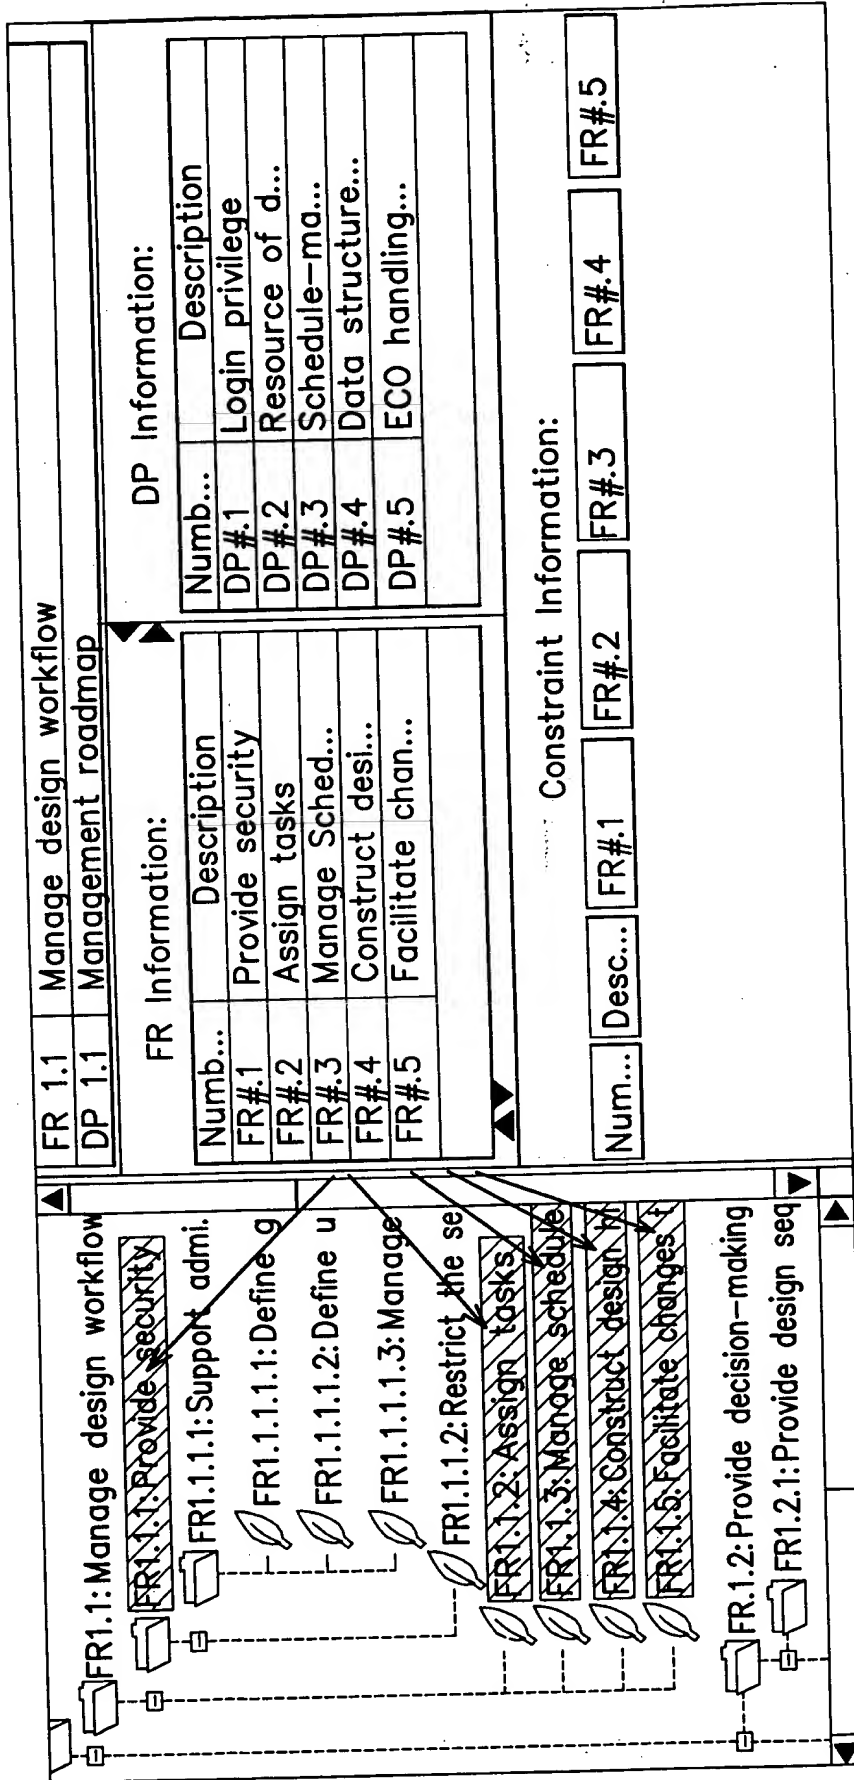 FR1.1:Manage design workflow
FR1.1.1:Provide security
FR1.1.1.1:Support admi.
FR1.1.1.1.1:Define g
FR1.1.1.1.2:Define u
FR1.1.1.1.3:Manage
FR1.1.1.2:Restrict the se
FR1.1.2:Assign tasks
FR1.1.3:Manage schedule
FR1.1.4:Construct design hi
FR1.1.5:Facilitate changes t
FR.1.2:Provide decision-making
FR1.2.1:Provide design seq
FR 1.1 Manage design workflow
DP 1.1 Management roadmap
FR Information:
Numb... Description
FR#.1 Provide security
FR#.2 Assign tasks
FR#.3 Manage Sched...
FR#.4 Construct desi...
FR#.5 Facilitate chan...
DP Information:
Numb... Description
DP#.1 Login privilege
DP#.2 Resource of d...
DP#.3 Schedule-ma...
DP#.4 Data structure...
DP#.5 ECO handling...
Constraint Information:
Num... Desc... FR#.1 FR#.2 FR#.3 FR#.4 FR#.5